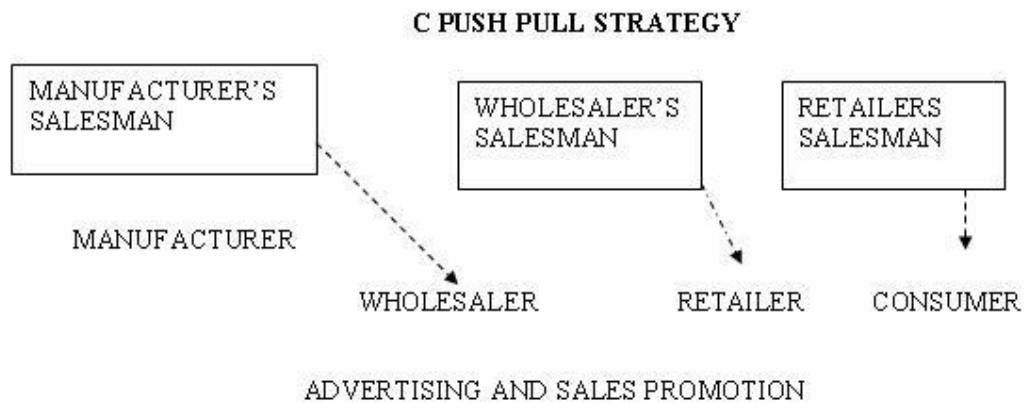 C PUSH PULL STRATEGY
MANUFACTURER'S
SALESMAN
WHOLESALER'S
SALESMAN
RETAILERS
SALESMAN
MANUFACTURER
WHOLESALER
RETAILER
CONSUMER
ADVERTISING AND SALES PROMOTION